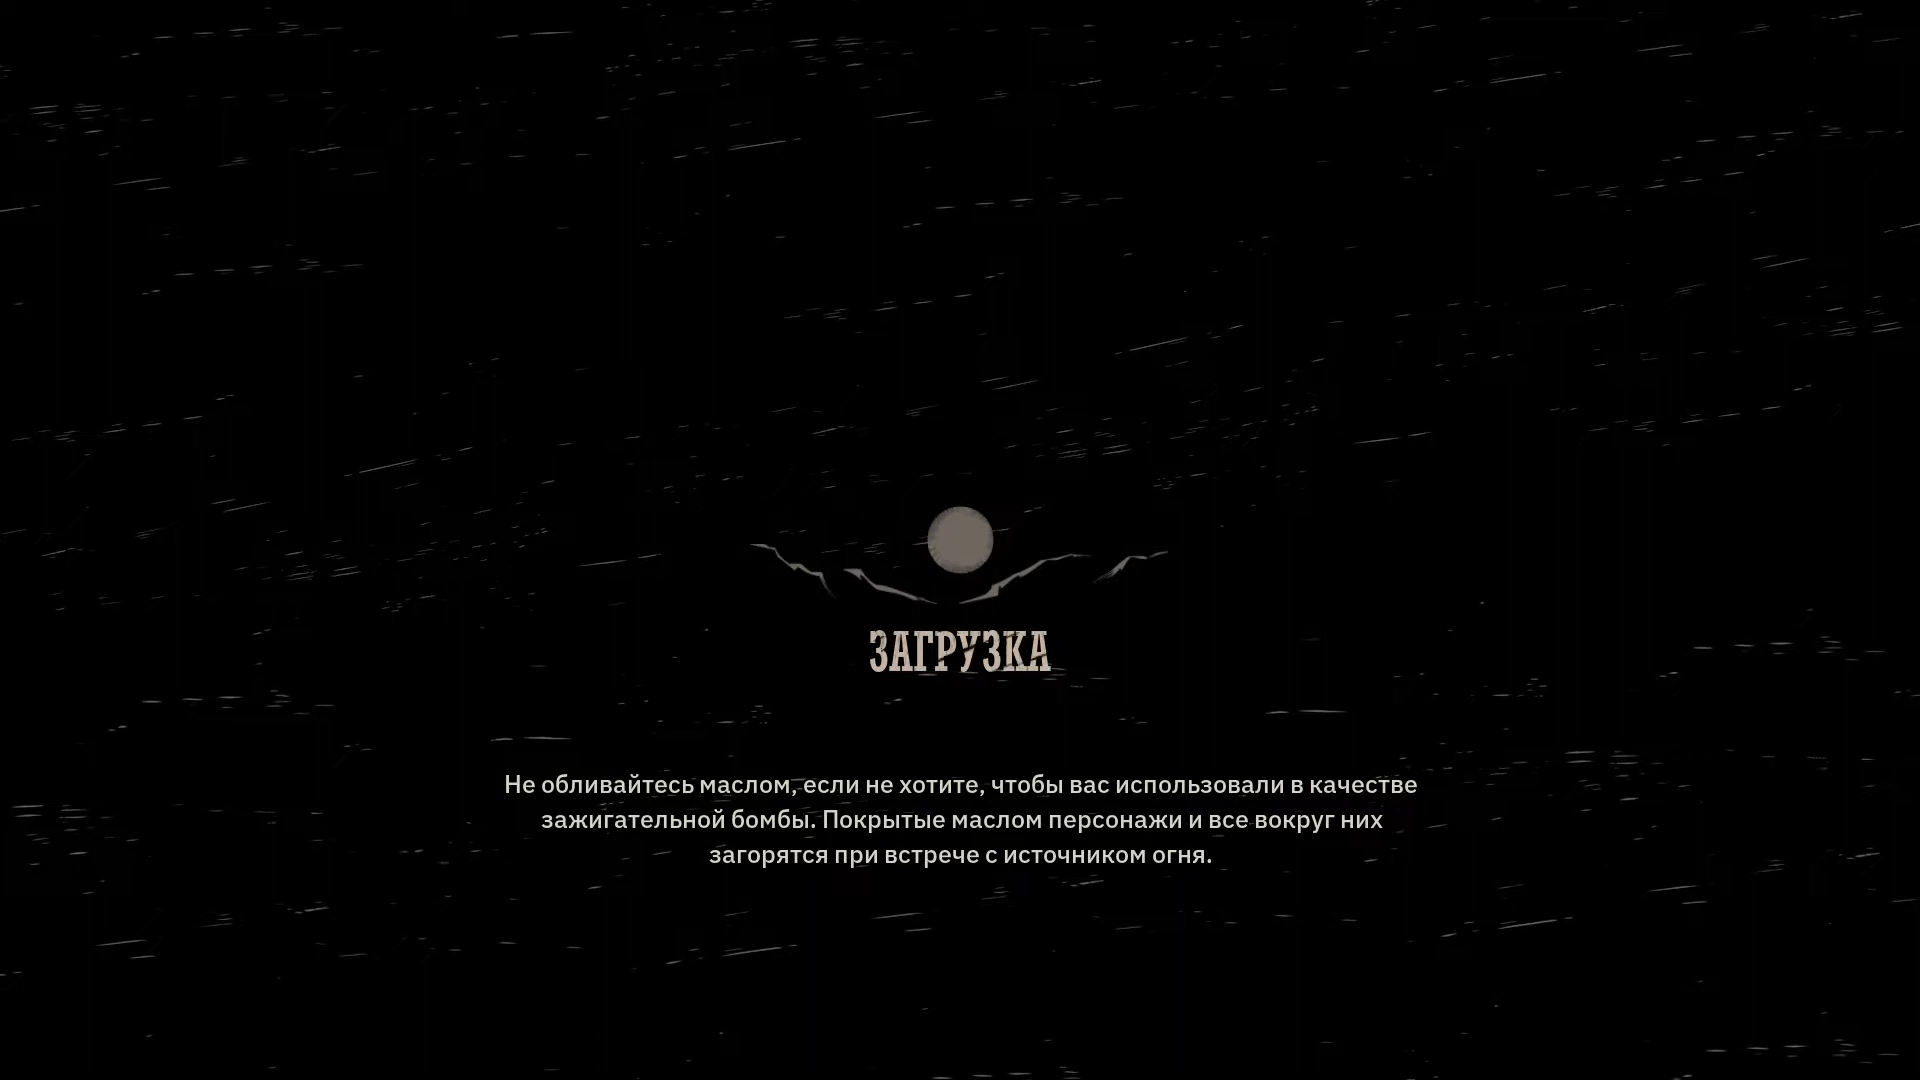 ЗАГРУЗКА
Не обливайтесь маслом, если не хотите, чтобы вас использовали в качестве
зажигательной бомбы. Покрытые маслом персонажи и все вокруг них
загорятся при встрече с источником огня.